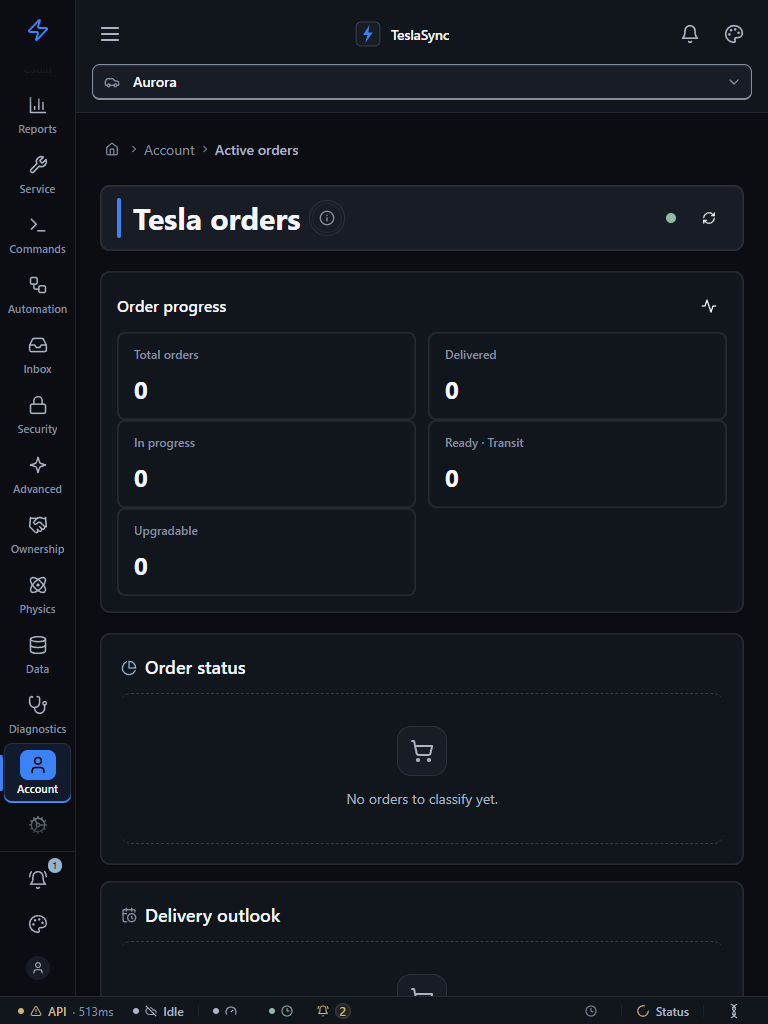 TeslaSync
Aurora
Reports
Service
Commands
Automation
Inbox
Security
Advanced
Ownership
Physics
Data
Diagnostics
Account
1
Account
Active orders
Tesla orders
Order progress
Total orders
0
Delivered
0
In progress
0
Ready · Transit
0
Upgradable
0
Order status
No orders to classify yet.
Delivery outlook
API · 513ms
Idle
2
Status